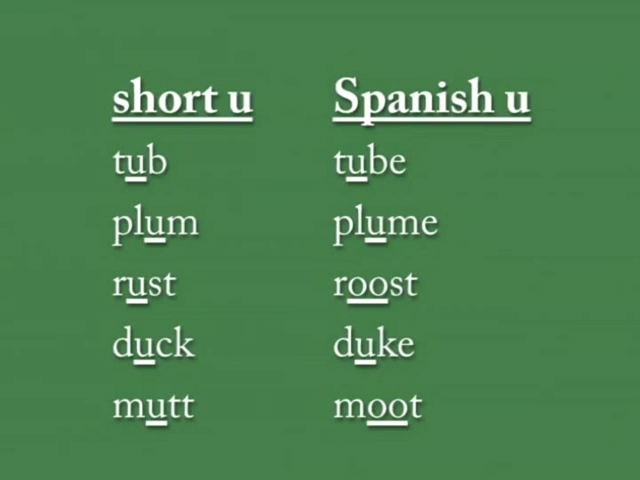 short u Spanish u
tub tube
plum plume
rust roost
duck duke
mutt moot